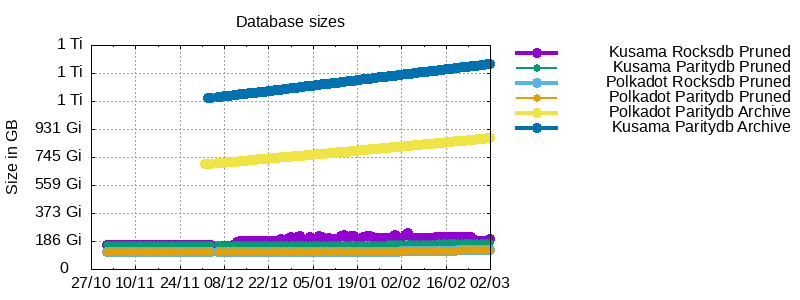 Database sizes
1 Ti
1 Ti
1 Ti
931 Gi
745 Gi
559 Gi
373 Gi
186 Gi
0
Size in GB
27/10 10/11 24/11 08/12 22/12 05/01 19/01 02/02 16/02 02/03
Kusama Rocksdb Pruned
Kusama Paritydb Pruned
Polkadot Rocksdb Pruned
Polkadot Paritydb Pruned
Polkadot Paritydb Archive
Kusama Paritydb Archive